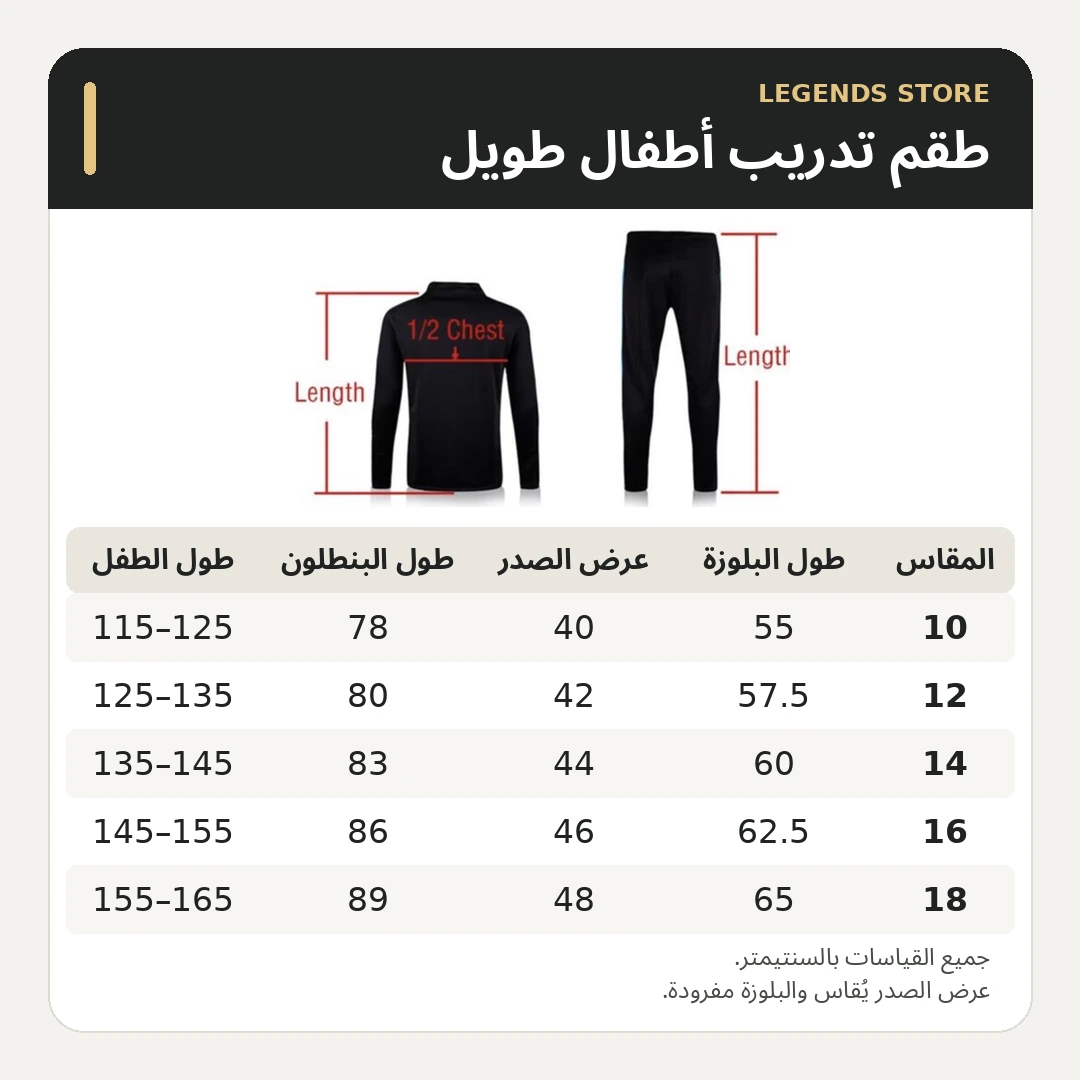 LEGENDS STORE
طقم تدريب أطفال طويل
1/2 Chest
Length
Length
المقاس طول البلوزة عرض الصدر طول البنطلون طول الطفل
10 55 40 78 115–125
12 57.5 42 80 125–135
14 60 44 83 135–145
16 62.5 46 86 145–155
18 65 48 89 155–165
جميع القياسات بالسنتيمتر.
عرض الصدر يُقاس والبلوزة مفرودة.